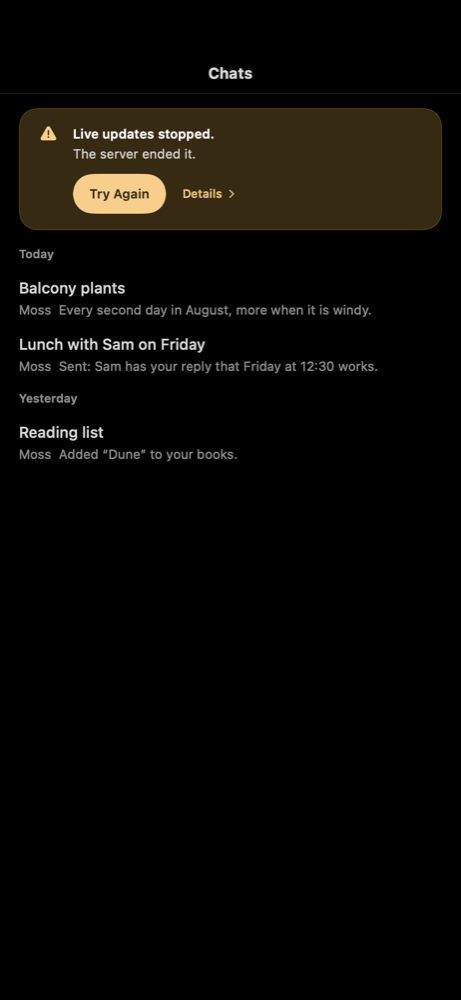 Chats
Live updates stopped.
The server ended it.
Try Again
Details
Today
Balcony plants
Moss Every second day in August, more when it is windy.
Lunch with Sam on Friday
Moss Sent: Sam has your reply that Friday at 12:30 works.
Yesterday
Reading list
Moss Added “Dune” to your books.